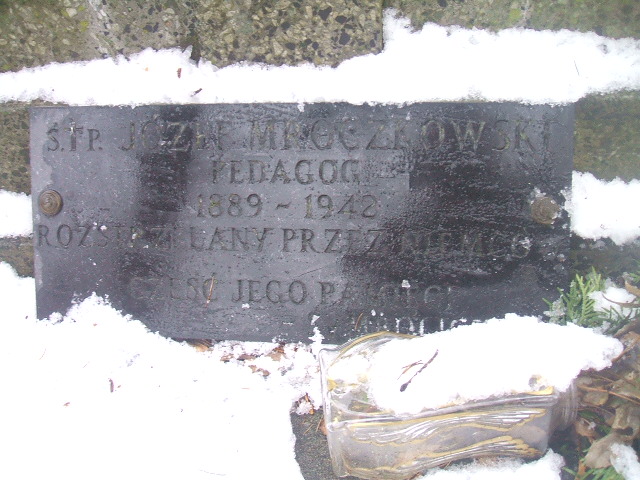 Ś.†P. JÓZEF MROCZKOWSKI
PEDAGOG
1889 ~ 1942
ROZSTRZELANY PRZEZ NIEMCÓW
CZEŚĆ JEGO PAMIĘCI